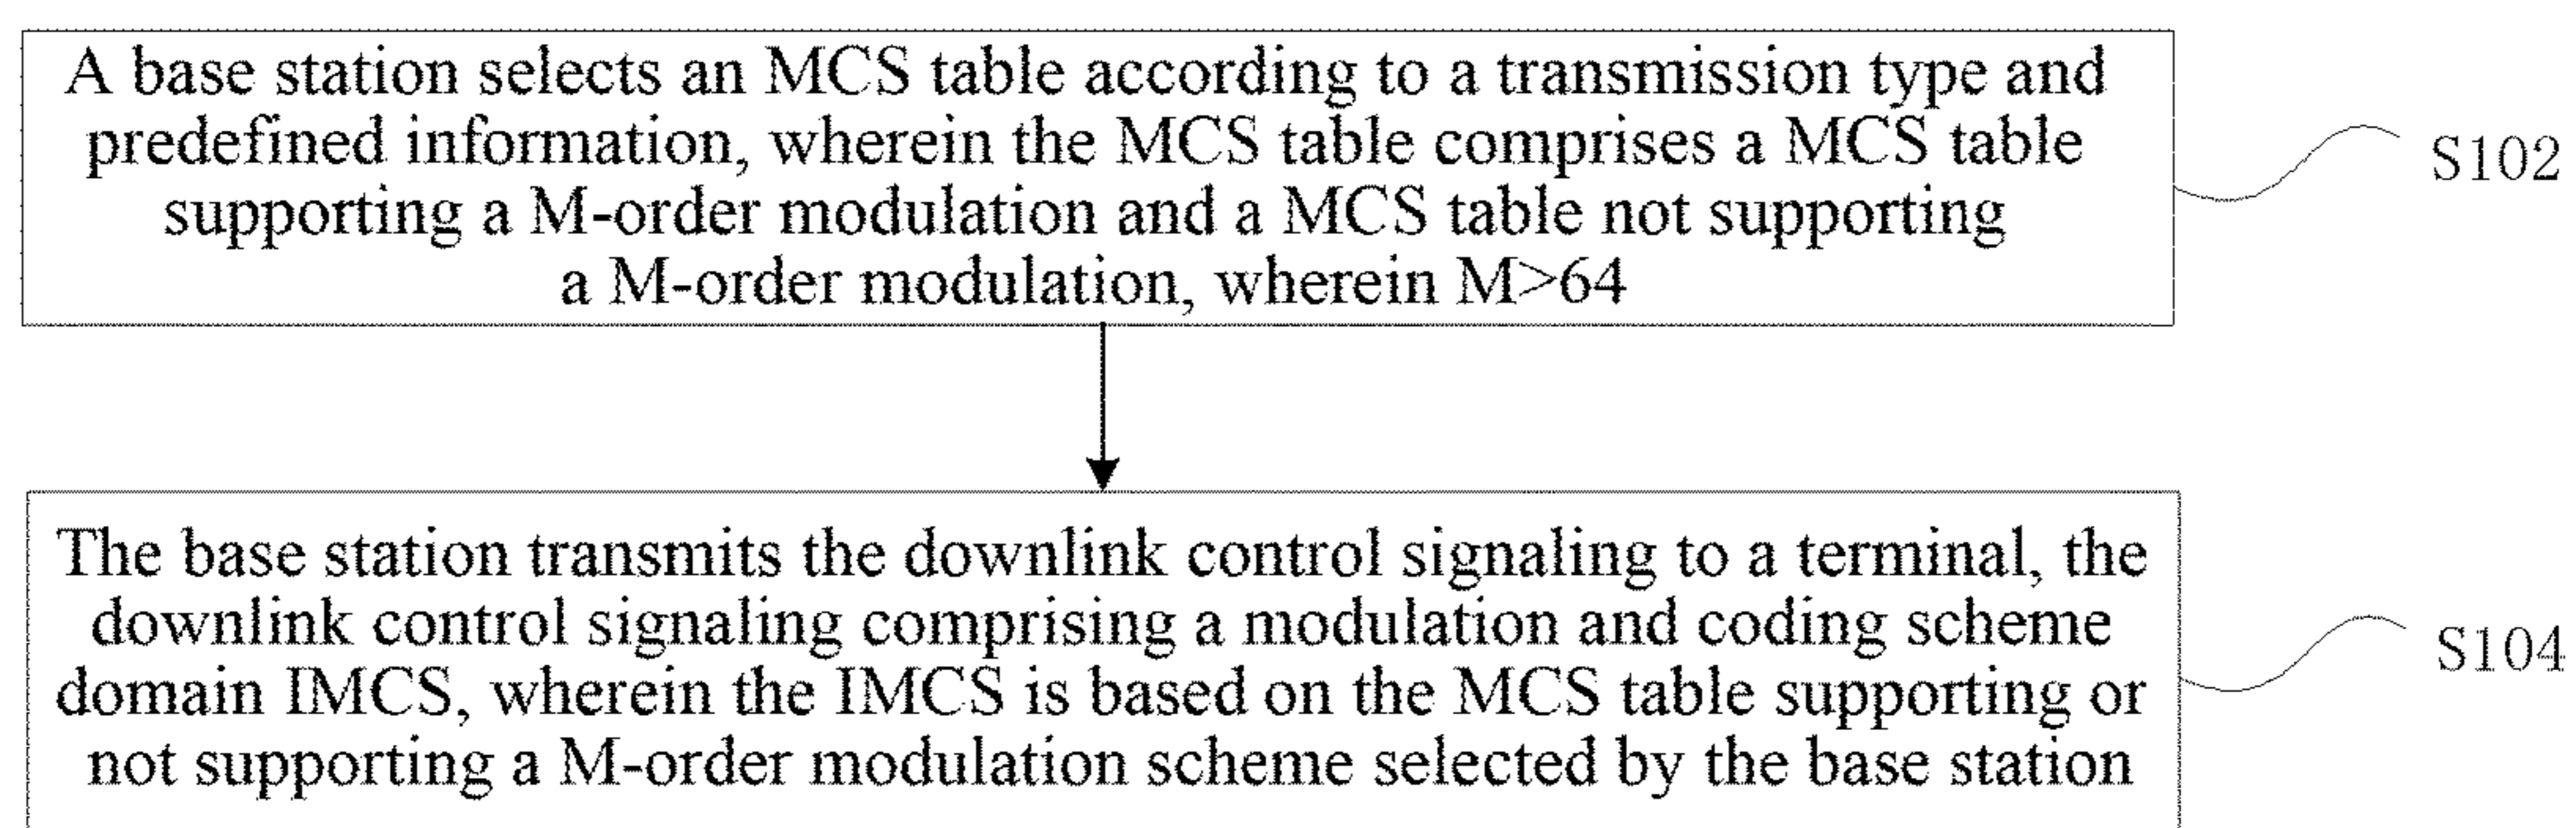 A base station selects an MCS table according to a transmission type and
predefined information, wherein the MCS table comprises a MCS table
supporting a M-order modulation and a MCS table not supporting
a M-order modulation, wherein M>64
S102
The base station transmits the downlink control signaling to a terminal, the
downlink control signaling comprising a modulation and coding scheme
domain IMCS, wherein the IMCS is based on the MCS table supporting or
not supporting a M-order modulation scheme selected by the base station
S104